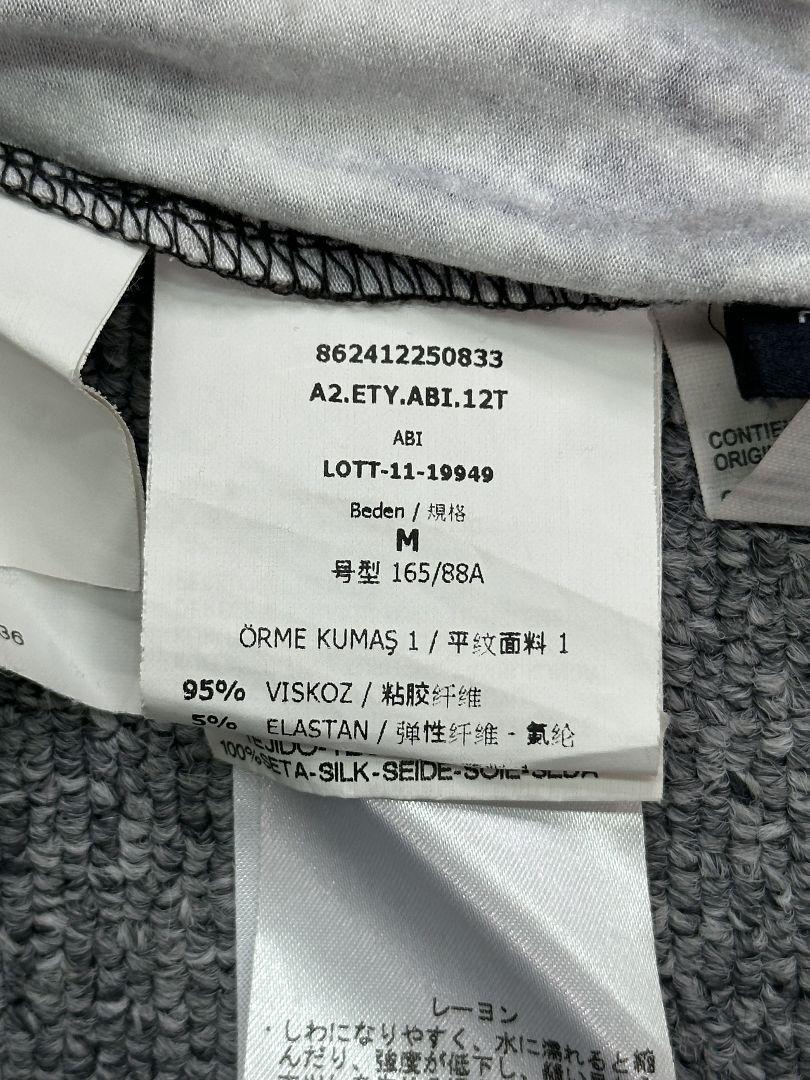 862412250833
A2.ETY.ABI.12T
ABI
LOTT-11-19949
Beden / 規格
M
号型 165/88A
ÖRME KUMAŞ 1 / 平纹面料 1
95% VISKOZ / 粘胶纤维
5% ELASTAN / 弹性纤维 - 氨纶
100%SETA-SILK-SEIDE-SOIE-SEDA
36
CONTIE
ORIGI
レーヨン
・しわになりやすく、水に濡れると縮
んだり、強度が低下し、縫い